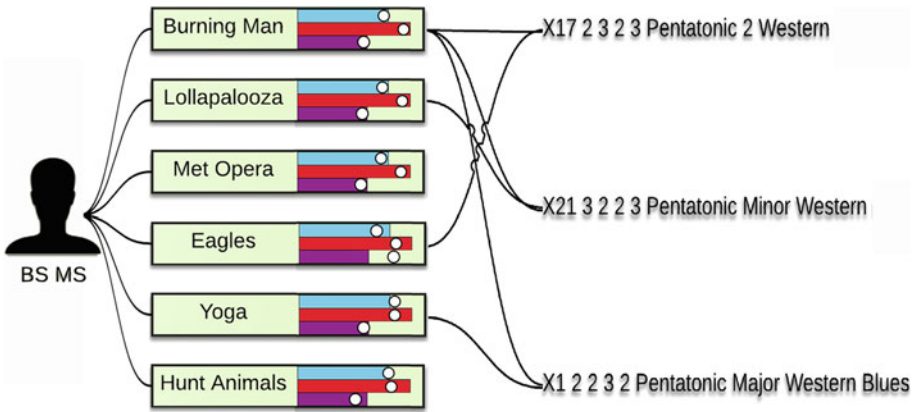 Burning Man
Lollapalooza
Met Opera
Eagles
Yoga
Hunt Animals
BS MS
X17 2 3 2 3 Pentatonic 2 Western
X21 3 2 2 3 Pentatonic Minor Western
X1 2 2 3 2 Pentatonic Major Western Blues